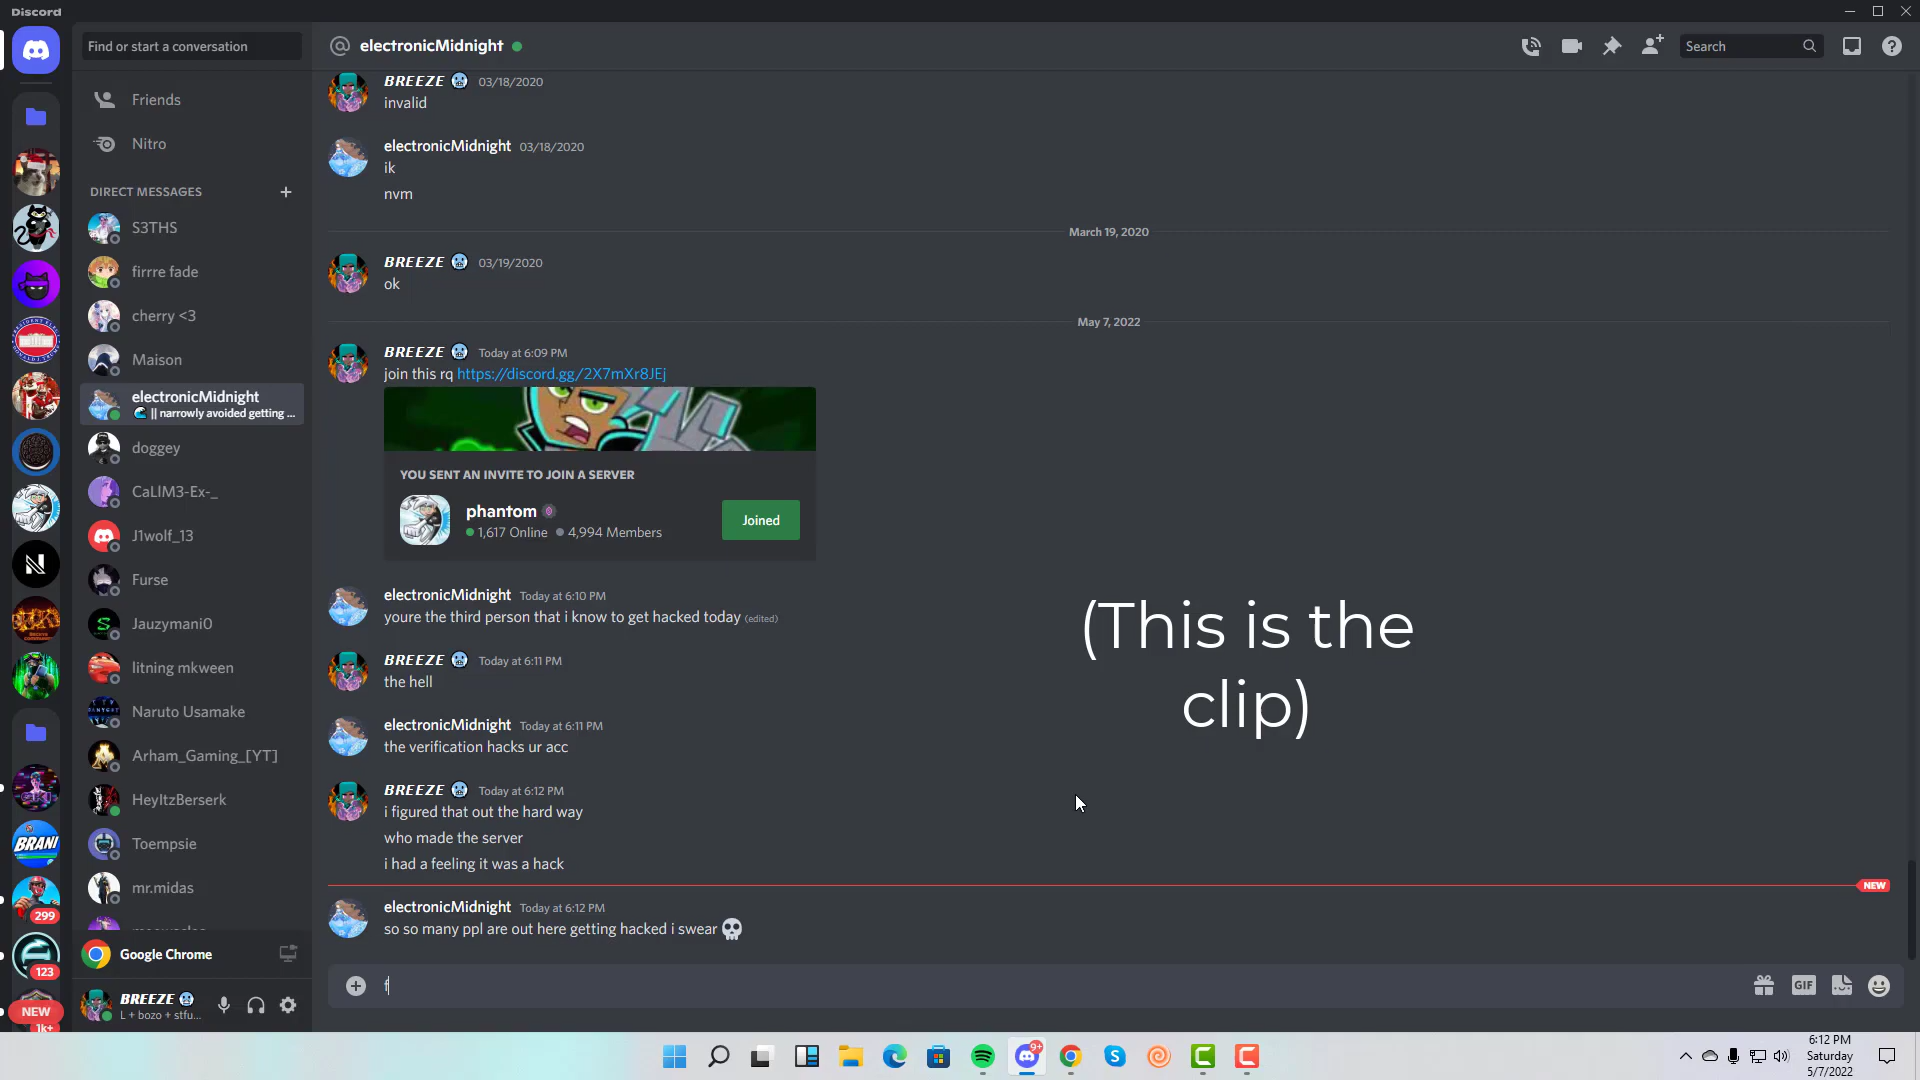 Discord
Find or start a conversation
electronicMidnight
Search
Friends
Nitro
DIRECT MESSAGES
S3THS
firrre fade
cherry <3
Maison
electronicMidnight
|| narrowly avoided getting ...
doggey
CaLIM3-Ex-_
J1wolf_13
Furse
Jauzymani0
litning mkween
Naruto Usamake
Arham_Gaming_[YT]
HeyItzBerserk
Toempsie
mr.midas
Google Chrome
BREEZE
L + bozo + stfu...
BRAN
299
123
NEW
1k+
BREEZE 03/18/2020
invalid
electronicMidnight 03/18/2020
ik
nvm
March 19, 2020
BREEZE 03/19/2020
ok
May 7, 2022
BREEZE Today at 6:09 PM
join this rq https://discord.gg/2X7mXr8JEj
YOU SENT AN INVITE TO JOIN A SERVER
phantom
1,617 Online 4,994 Members
Joined
electronicMidnight Today at 6:10 PM
youre the third person that i know to get hacked today (edited)
BREEZE Today at 6:11 PM
the hell
electronicMidnight Today at 6:11 PM
the verification hacks ur acc
BREEZE Today at 6:12 PM
i figured that out the hard way
who made the server
i had a feeling it was a hack
NEW
electronicMidnight Today at 6:12 PM
so so many ppl are out here getting hacked i swear 💀
f
GIF
(This is the
clip)
9+
6:12 PM
Saturday
5/7/2022